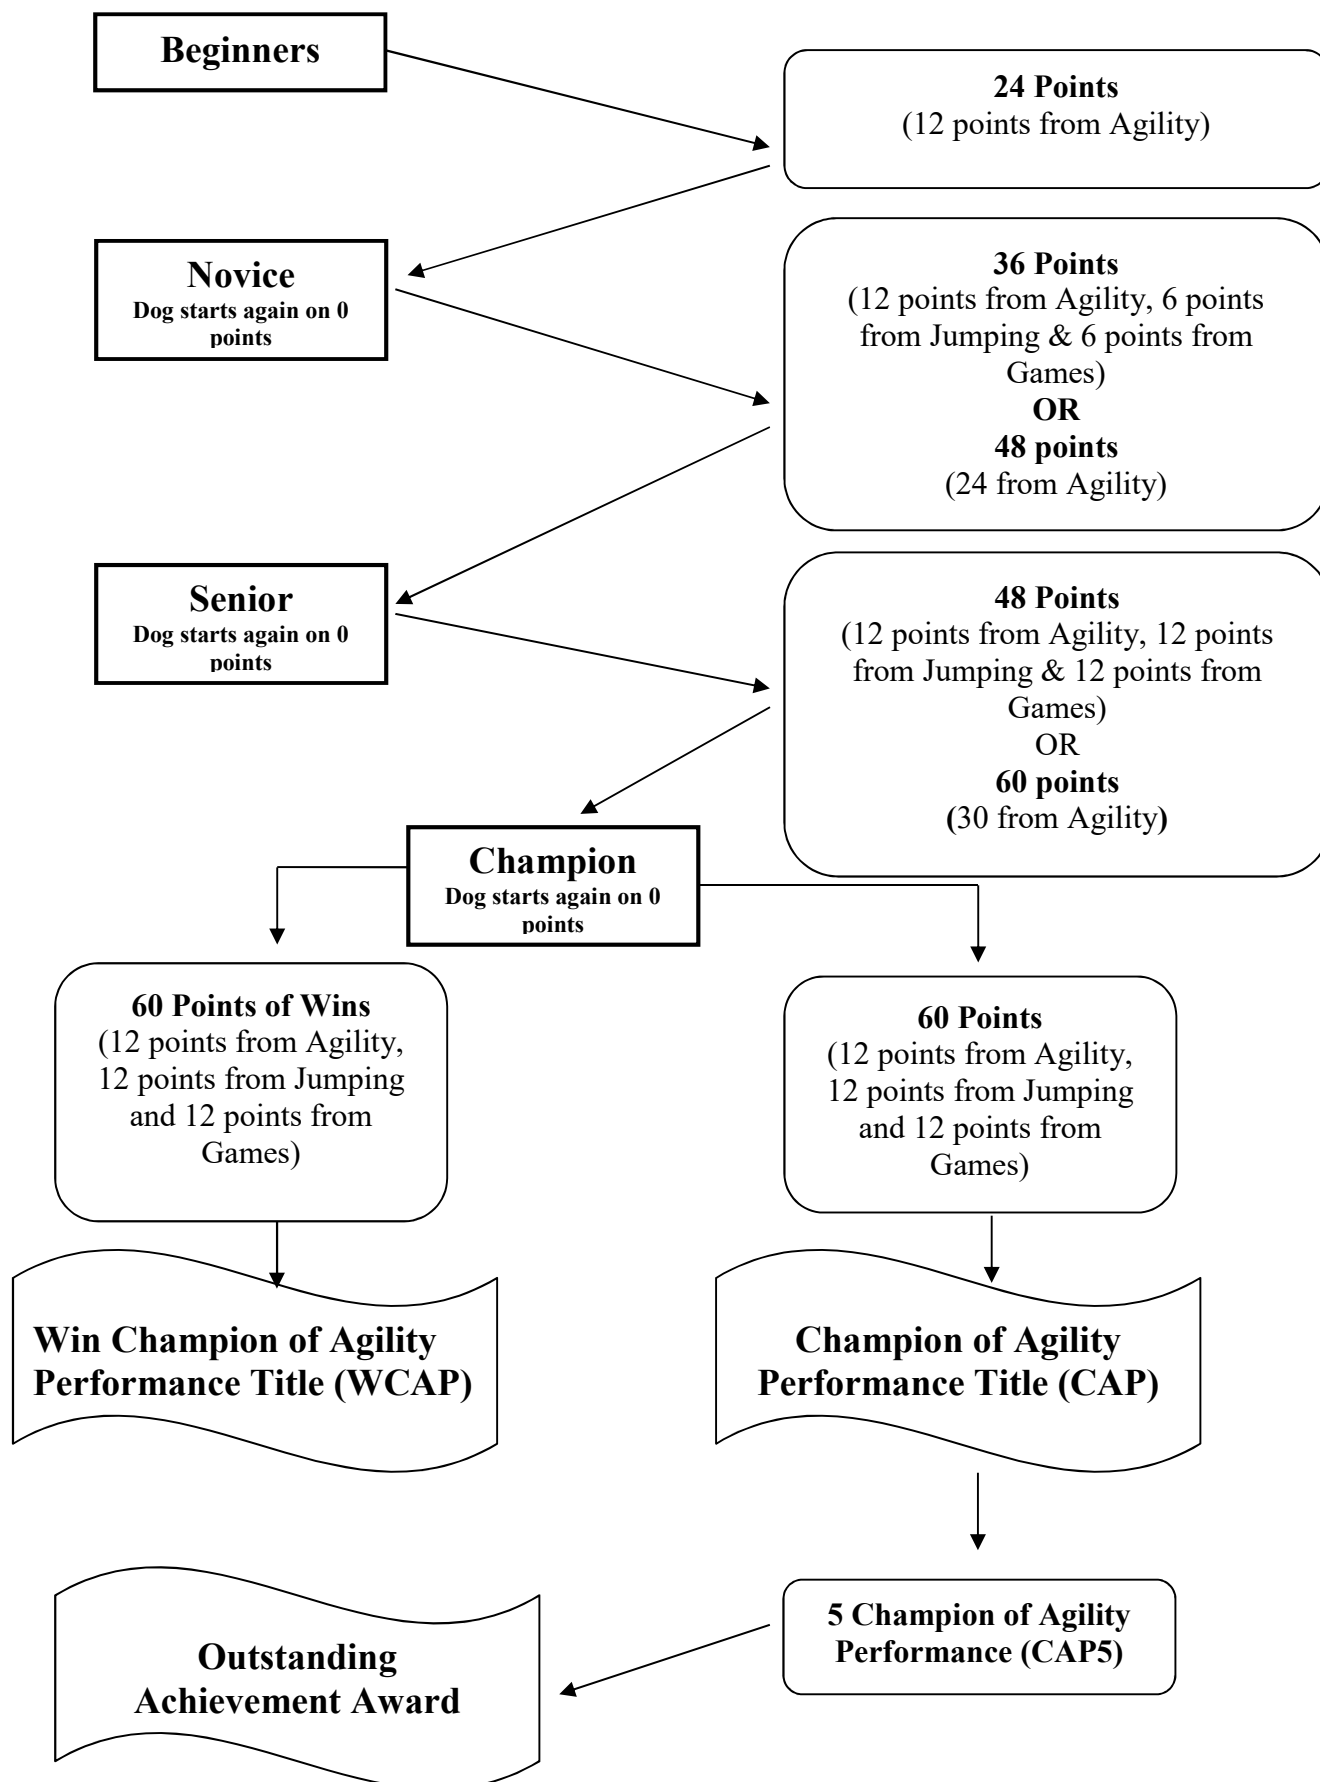 Beginners
24 Points
(12 points from Agility)
Novice
Dog starts again on 0
points
36 Points
(12 points from Agility, 6 points
from Jumping & 6 points from
Games)
OR
48 points
(24 from Agility)
Senior
Dog starts again on 0
points
48 Points
(12 points from Agility, 12 points
from Jumping & 12 points from
Games)
OR
60 points
(30 from Agility)
Champion
Dog starts again on 0
points
60 Points of Wins
(12 points from Agility,
12 points from Jumping
and 12 points from
Games)
60 Points
(12 points from Agility,
12 points from Jumping
and 12 points from
Games)
Win Champion of Agility
Performance Title (WCAP)
Champion of Agility
Performance Title (CAP)
5 Champion of Agility
Performance (CAP5)
Outstanding
Achievement Award